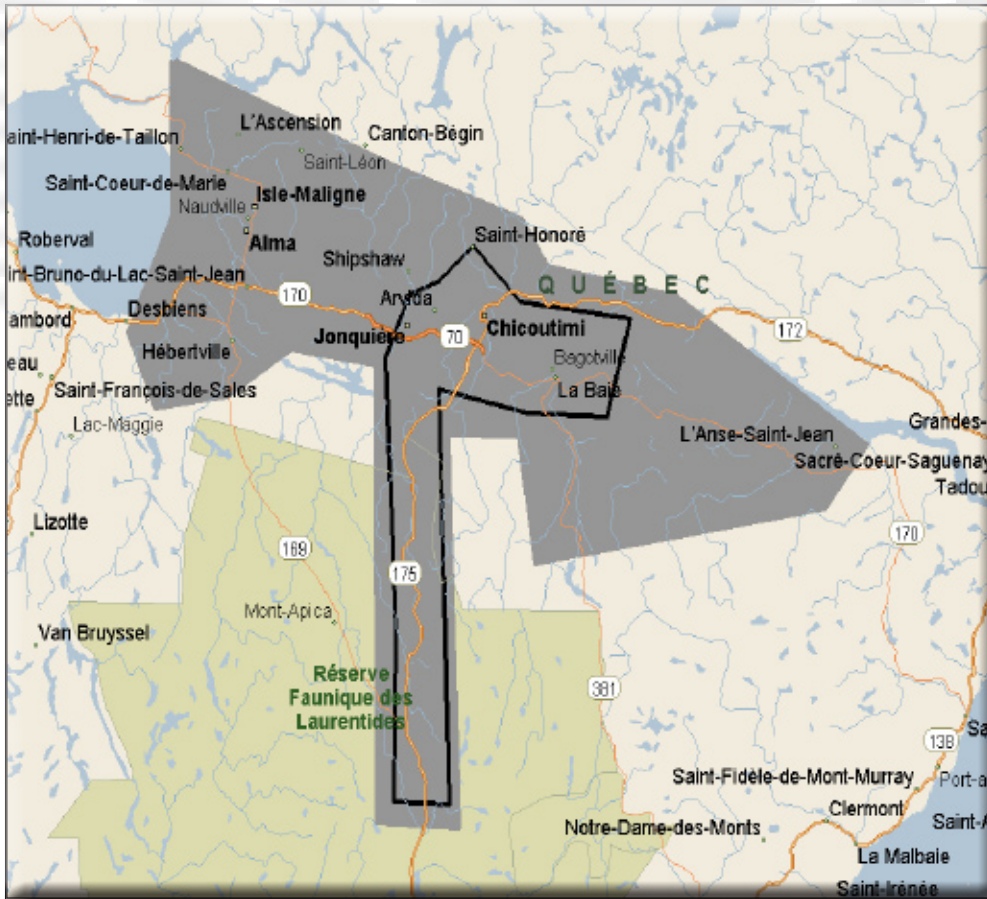 L'Ascension
Canton-Bégin
aint-Henri-de-Taillon
Saint-Léon
Saint-Coeur-de-Marie
Isle-Maligne
Naudville
Alma
Saint-Honoré
Roberval
Shipshaw
int-Bruno-du-Lac-Saint-Jean
QUÉBEC
170
Arvida
Desbiens
ambord
Chicoutimi
172
Jonquière
70
Hébertville
Bagotville
eau
Saint-François-de-Sales
La Baie
ette
Lac-Maggie
L'Anse-Saint-Jean
Grandes-
Sacré-Coeur-Saguenay
Tadou
Lizotte
170
169
175
Mont-Apica
Van Bruyssel
Réserve
Faunique des
Laurentides
381
Sa
138
Saint-Fidèle-de-Mont-Murray
Port-a
Clermont
Notre-Dame-des-Monts
Saint-A
La Malbaie
Saint-Irénée